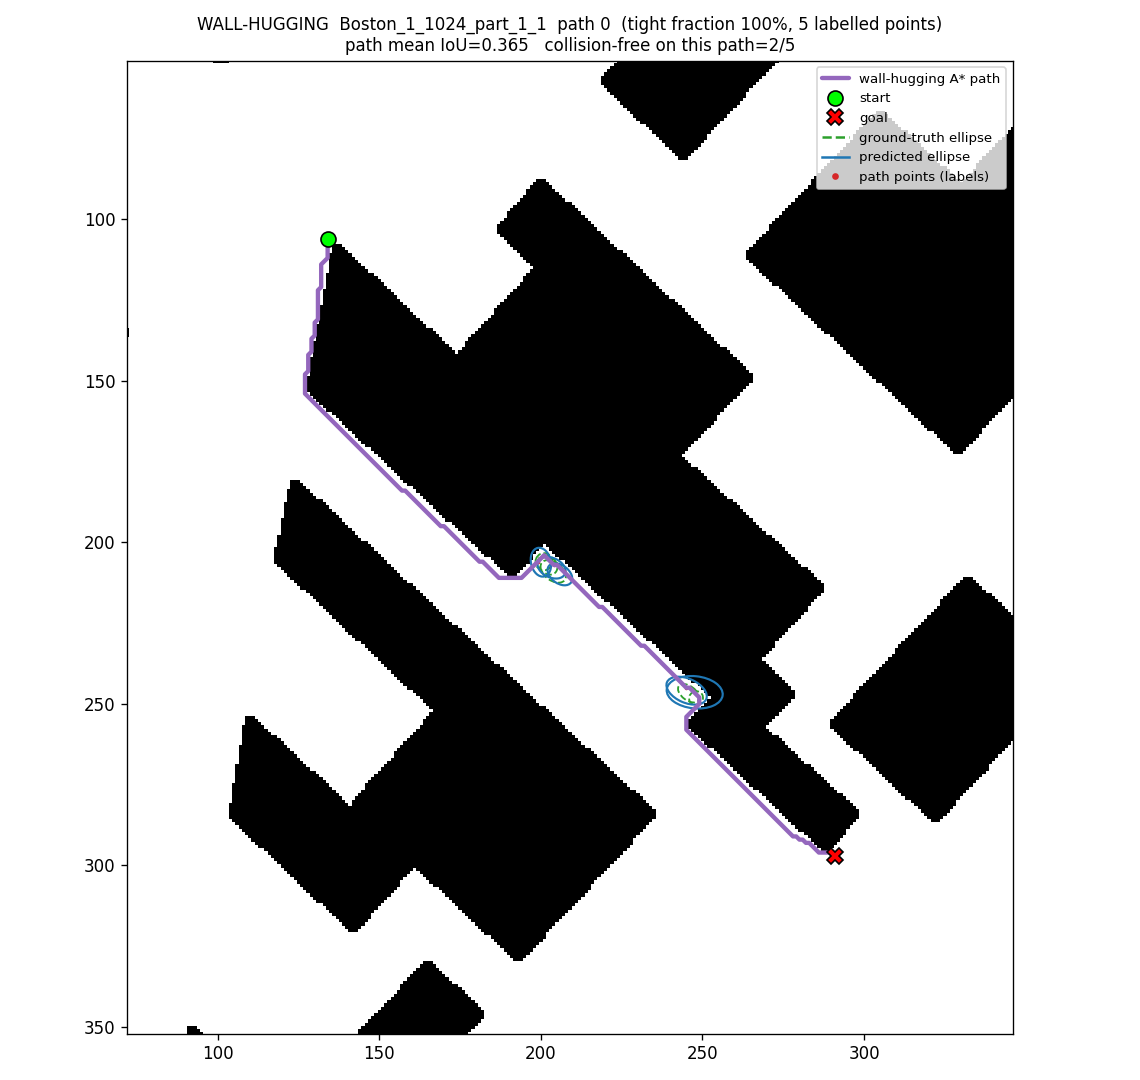 WALL-HUGGING  Boston_1_1024_part_1_1  path 0  (tight fraction 100%, 5 labelled points)
path mean IoU=0.365   collision-free on this path=2/5
wall-hugging A* path
start
goal
ground-truth ellipse
predicted ellipse
path points (labels)
100
150
200
250
300
350
100
150
200
250
300